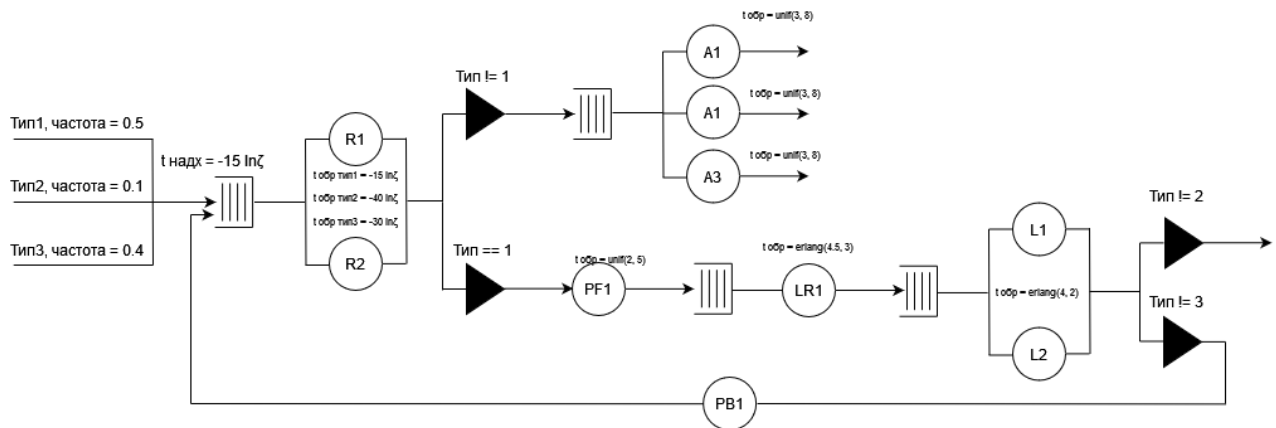 t обр = unif(3, 8)
A1
Тип != 1
t обр = unif(3, 8)
A1
Тип1, частота = 0.5
t надх = -15 lnζ
R1
t обр = unif(3, 8)
A3
t обр тип1 = -15 lnζ
t обр тип2 = -40 lnζ
t обр тип3 = -30 lnζ
Тип2, частота = 0.1
Тип3, частота = 0.4
R2
Тип == 1
t обр = unif(2, 5)
PF1
t обр = erlang(4.5, 3)
LR1
L1
t обр = erlang(4, 2)
L2
Тип != 2
Тип != 3
PB1